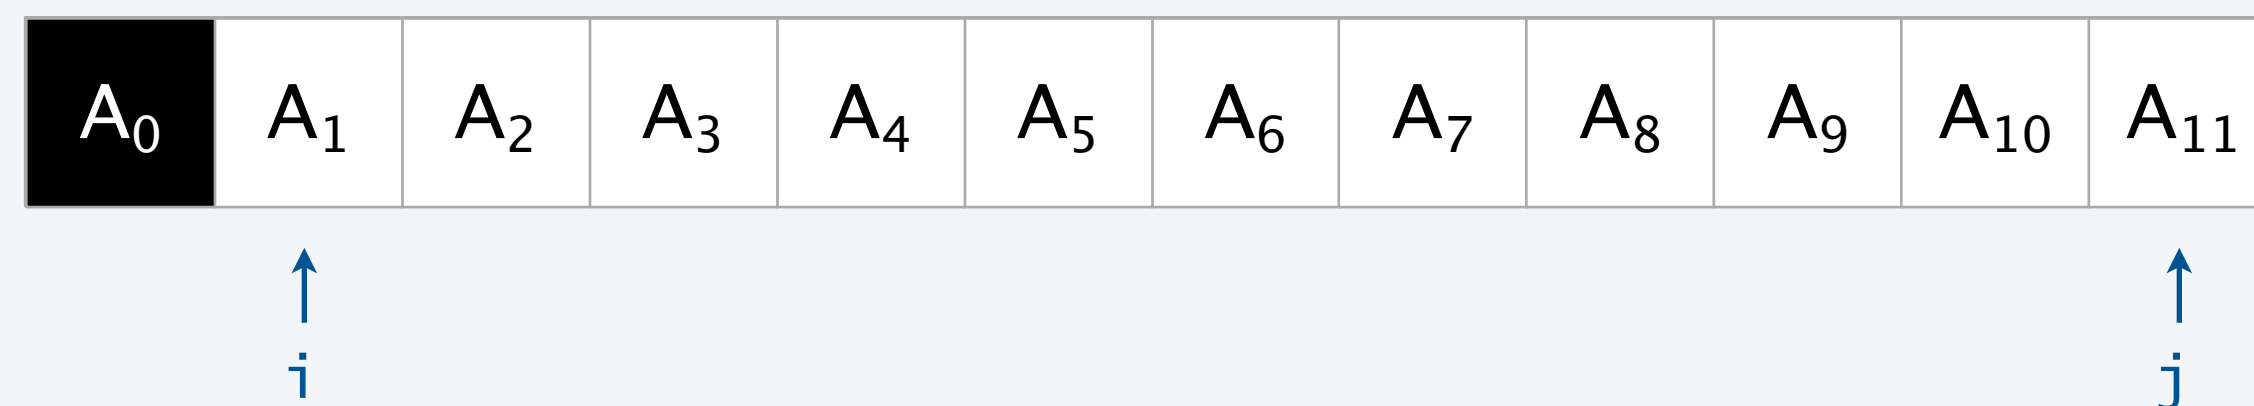 A₀ A₁ A₂ A₃ A₄ A₅ A₆ A₇ A₈ A₉ A₁₀ A₁₁
i j